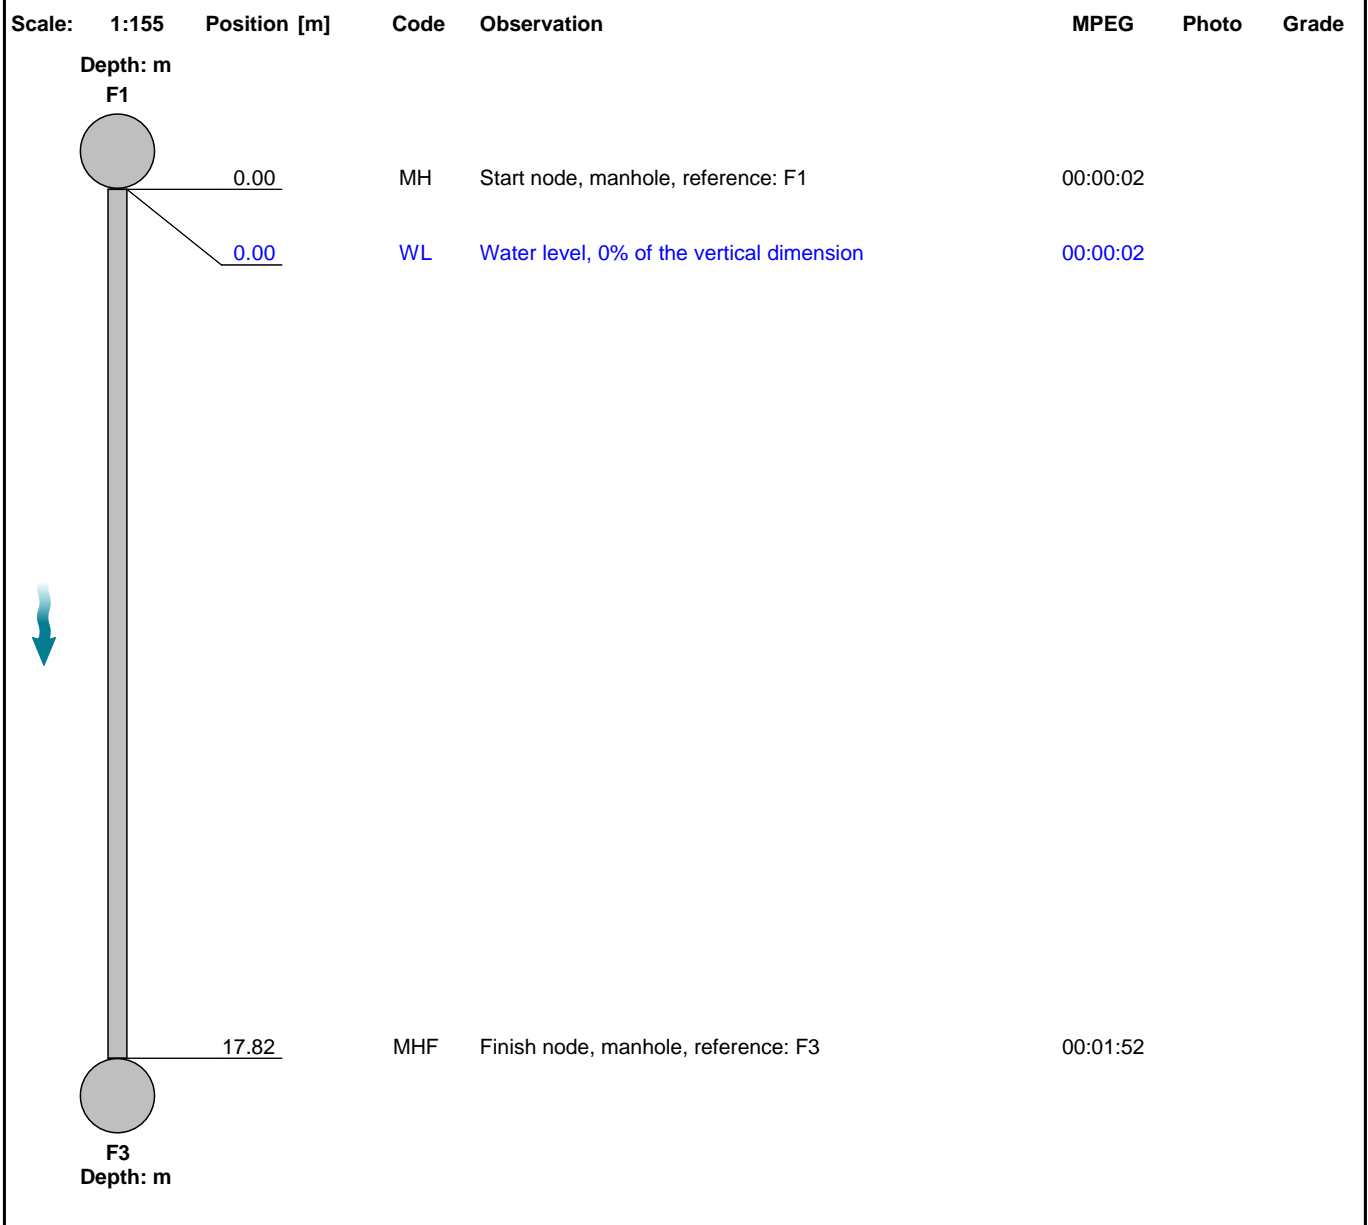 Scale: 1:155 Position [m] Code Observation MPEG Photo Grade
Depth: m
F1
0.00 MH Start node, manhole, reference: F1 00:00:02
0.00 WL Water level, 0% of the vertical dimension 00:00:02
17.82 MHF Finish node, manhole, reference: F3 00:01:52
F3
Depth: m